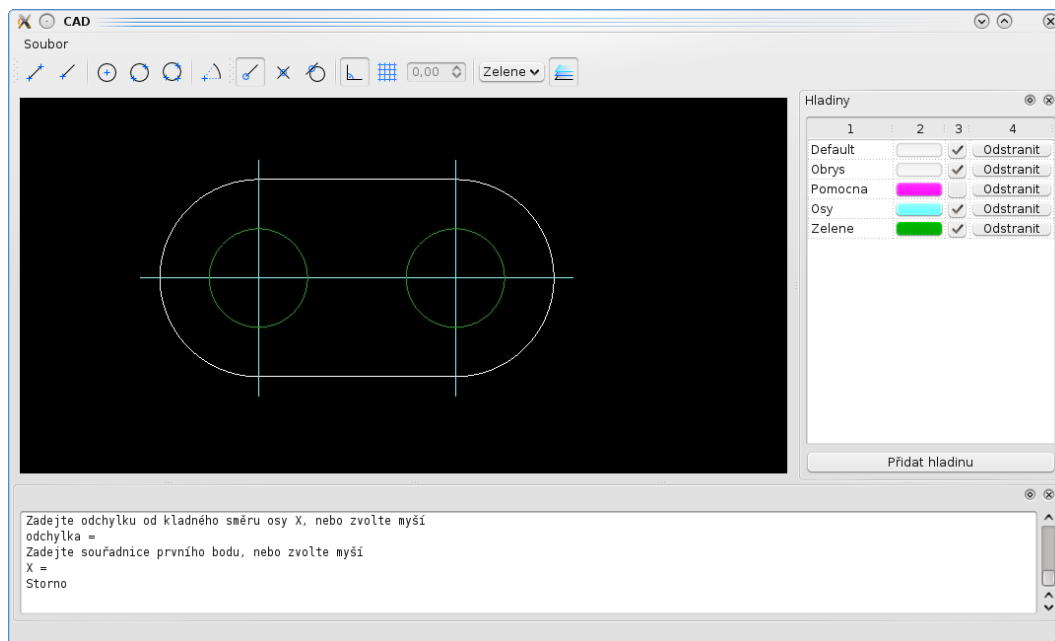 CAD
Soubor
0,00
Zelene
Hladiny
1 2 3 4
Default Odstranit
Obrys Odstranit
Pomocna Odstranit
Osy Odstranit
Zelene Odstranit
Přidat hladinu
Zadejte odchylku od kladného směru osy X, nebo zvolte myší
odchylka =
Zadejte souřadnice prvního bodu, nebo zvolte myší
X =
Storno